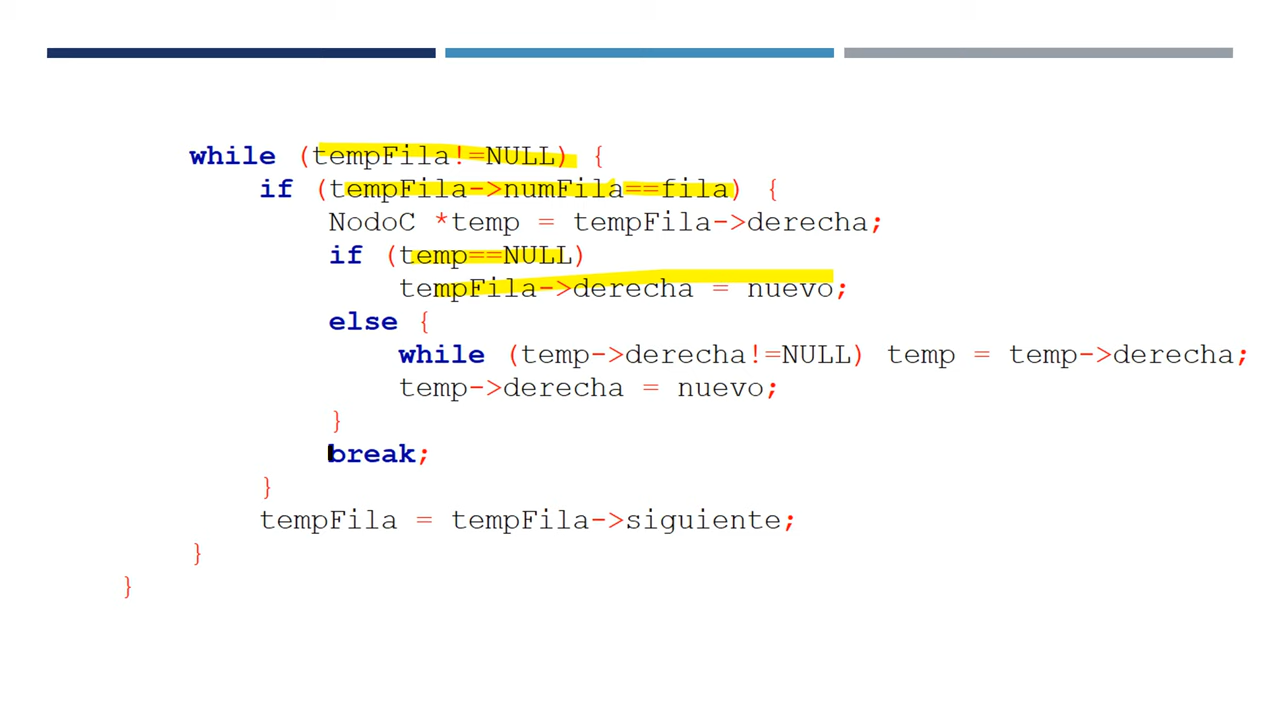 while (tempFila!=NULL) {
if (tempFila->numFila==fila) {
NodoC *temp = tempFila->derecha;
if (temp==NULL)
tempFila->derecha = nuevo;
else {
while (temp->derecha!=NULL) temp = temp->derecha;
temp->derecha = nuevo;
}
break;
}
tempFila = tempFila->siguiente;
}
}